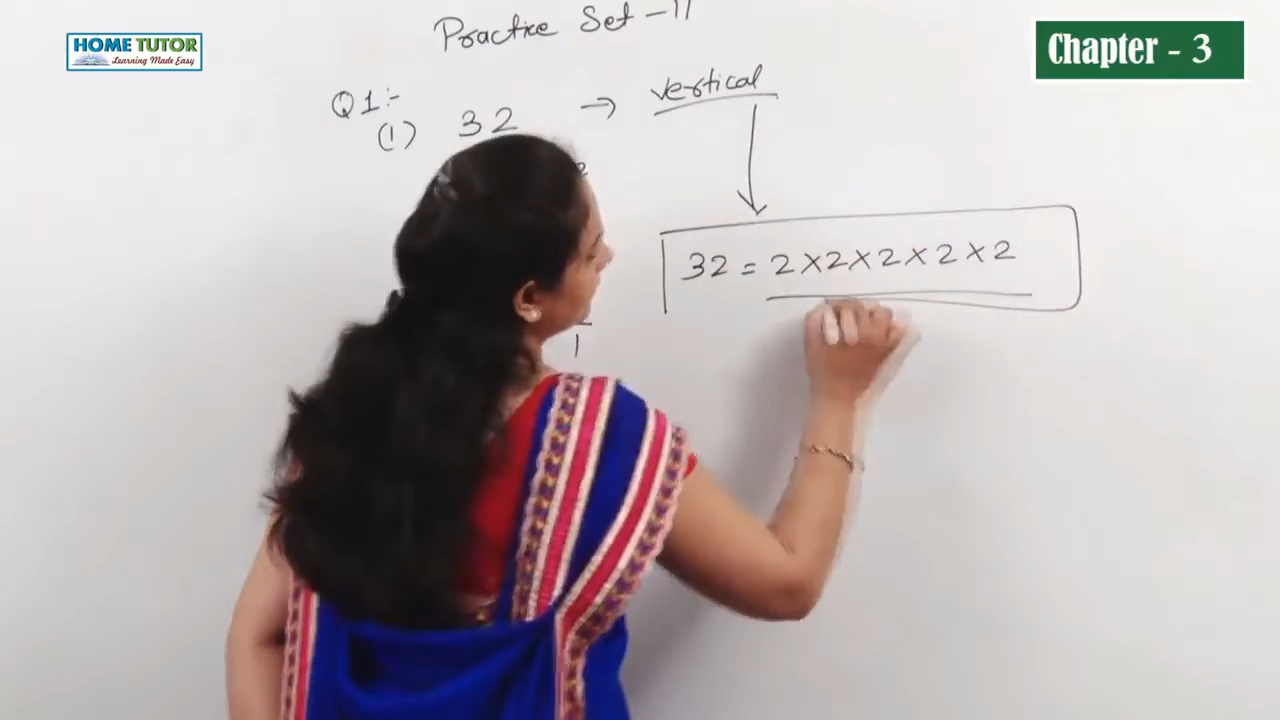 Practice Set - 11
HOME TUTOR
Learning Made Easy
Chapter - 3
Q1:-
(1) 32 → vertical
32 = 2×2×2×2×2
1